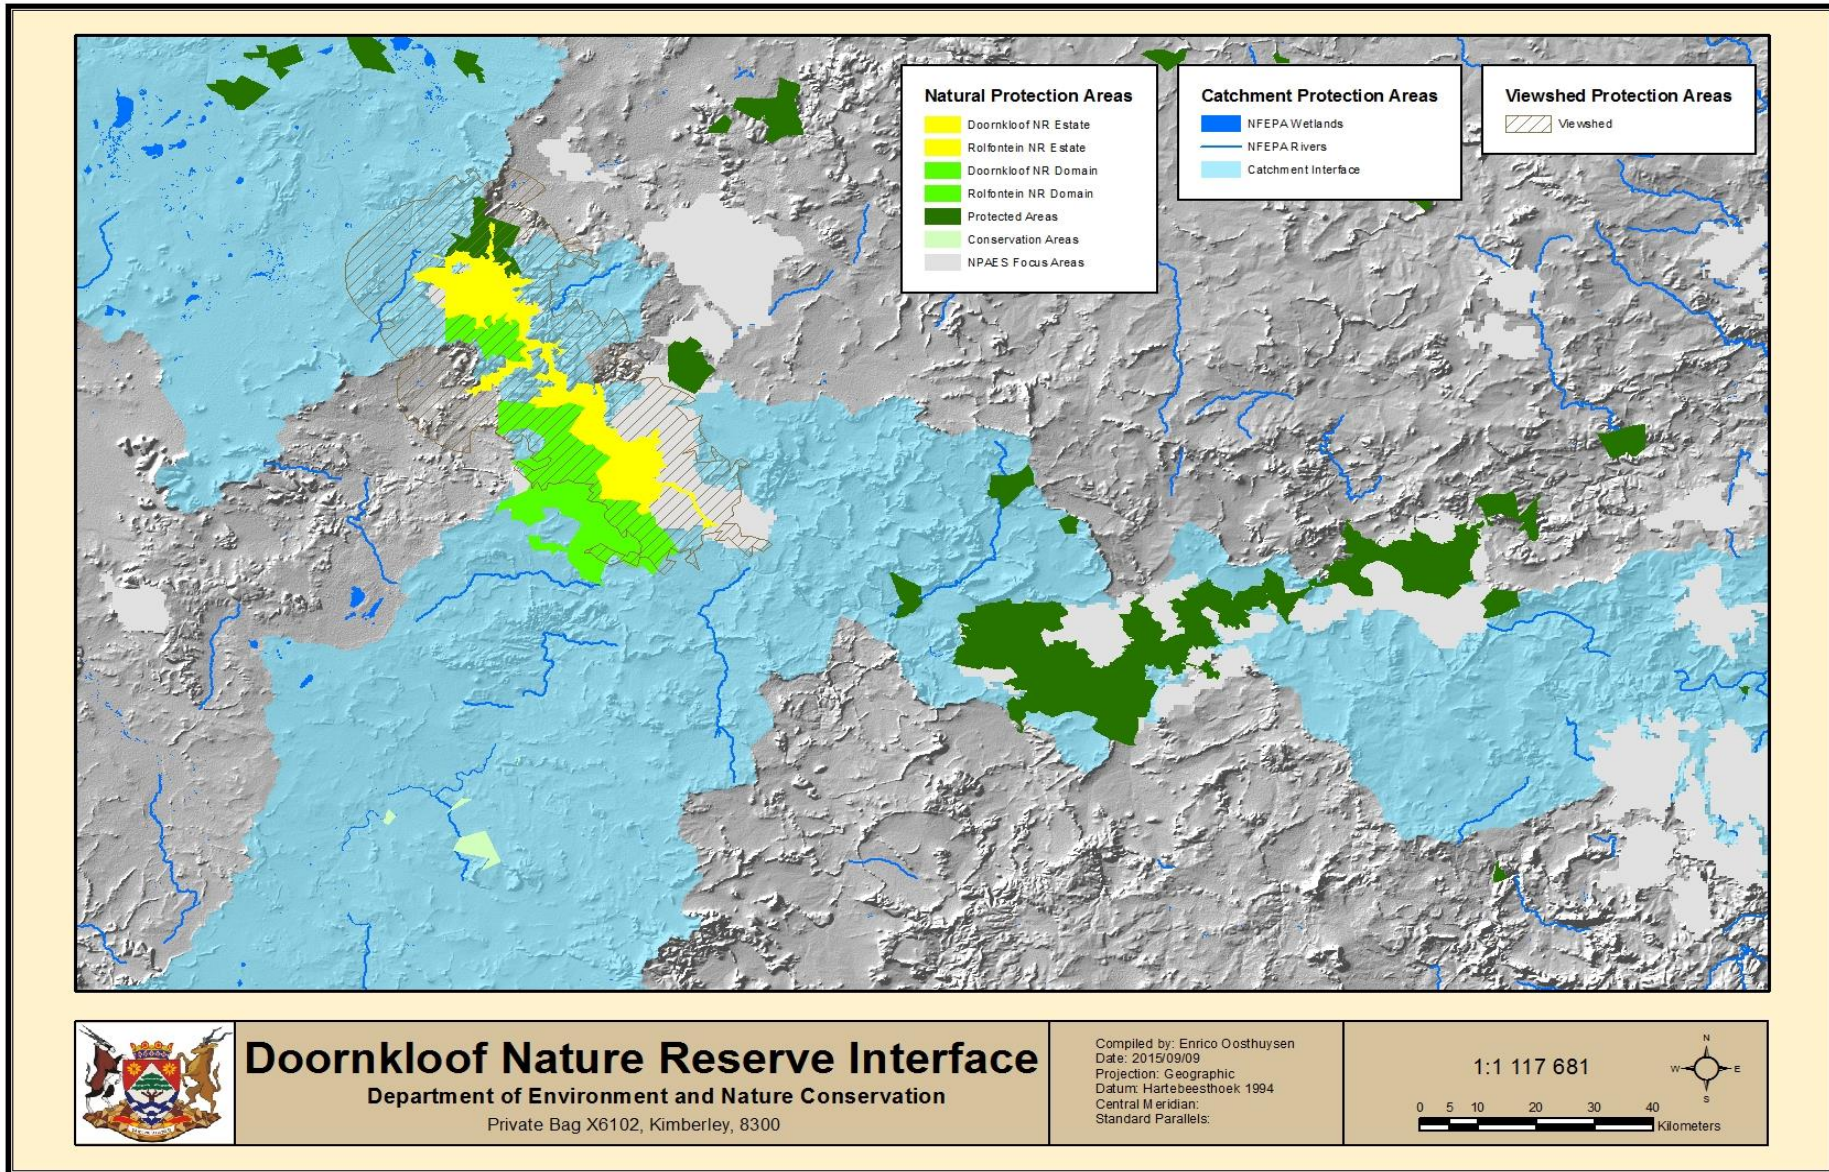 Natural Protection Areas
Doornkloof NR Estate
Rolfontein NR Estate
Doornkloof NR Domain
Rolfontein NR Domain
Protected Areas
Conservation Areas
NPAES Focus Areas
Catchment Protection Areas
NFEPA Wetlands
NFEPA Rivers
Catchment Interface
Viewshed Protection Areas
Viewshed
Doornkloof Nature Reserve Interface
Department of Environment and Nature Conservation
Private Bag X6102, Kimberley, 8300
Compiled by: Enrico Oosthuysen
Date: 2015/09/09
Projection: Geographic
Datum: Hartebeesthoek 1994
Central Meridian:
Standard Parallels:
1:1 117 681
0 5 10 20 30 40
Kilometers
N
W E
S